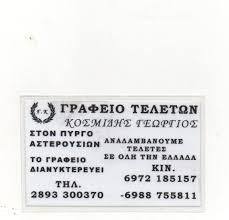 Γ.Κ
ΓΡΑΦΕΙΟ ΤΕΛΕΤΩΝ
ΚΟΣΜΙΔΗΣ ΓΕΩΡΓΙΟΣ
ΣΤΟΝ ΠΥΡΓΟ
ΑΣΤΕΡΟΥΣΙΩΝ
ΤΟ ΓΡΑΦΕΙΟ
ΔΙΑΝΥΚΤΕΡΕΥΕΙ
ΤΗΛ.
2893 300370
ΑΝΑΛΑΜΒΑΝΟΥΜΕ
ΤΕΛΕΤΕΣ
ΣΕ ΟΛΗ ΤΗΝ ΕΛΛΑΔΑ
ΚΙΝ.
6972 185157
-6988 755811